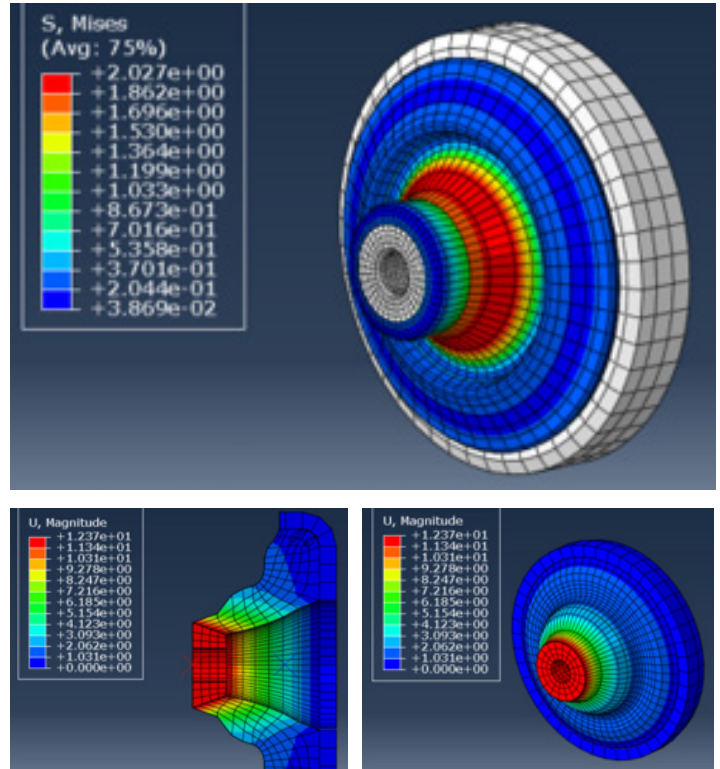 S, Mises
(Avg: 75%)
+2.027e+00
+1.862e+00
+1.696e+00
+1.530e+00
+1.364e+00
+1.199e+00
+1.033e+00
+8.673e-01
+7.016e-01
+5.358e-01
+3.701e-01
+2.044e-01
+3.869e-02
U, Magnitude
+1.237e+01
+1.134e+01
+1.031e+01
+9.278e+00
+8.247e+00
+7.216e+00
+6.185e+00
+5.154e+00
+4.123e+00
+3.093e+00
+2.062e+00
+1.031e+00
+0.000e+00
U, Magnitude
+1.237e+01
+1.134e+01
+1.031e+01
+9.278e+00
+8.247e+00
+7.216e+00
+6.185e+00
+5.154e+00
+4.123e+00
+3.093e+00
+2.062e+00
+1.031e+00
+0.000e+00